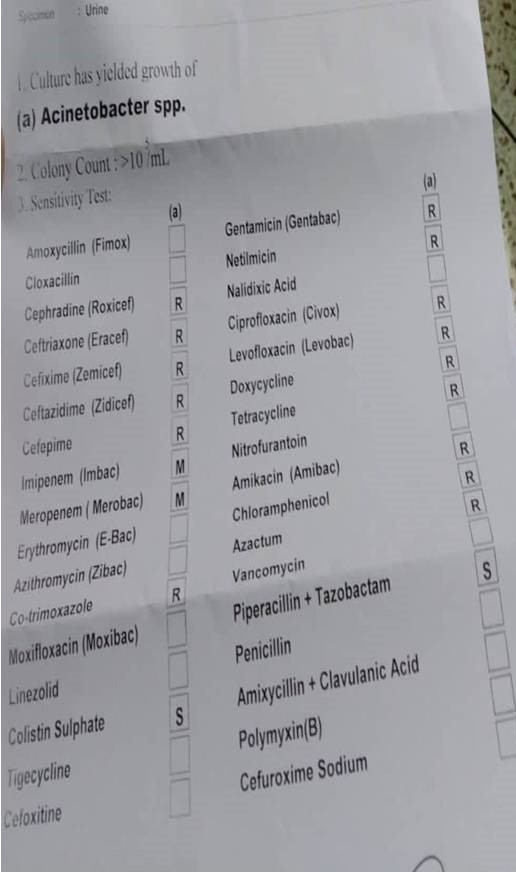 Specimen : Urine
1. Culture has yielded growth of
(a) Acinetobacter spp.
2. Colony Count : >10⁵/mL
3. Sensitivity Test:
(a)
Amoxycillin (Fimox)
Cloxacillin
Cephradine (Roxicef) R
Ceftriaxone (Eracef) R
Cefixime (Zemicef) R
Ceftazidime (Zidicef) R
Cefepime R
Imipenem (Imbac) M
Meropenem ( Merobac) M
Erythromycin (E-Bac)
Azithromycin (Zibac)
Co-trimoxazole R
Moxifloxacin (Moxibac)
Linezolid
Colistin Sulphate S
Tigecycline
Cefoxitine
(a)
Gentamicin (Gentabac) R
Netilmicin R
Nalidixic Acid
Ciprofloxacin (Civox) R
Levofloxacin (Levobac) R
Doxycycline R
Tetracycline R
Nitrofurantoin
Amikacin (Amibac) R
Chloramphenicol R
Azactum R
Vancomycin
Piperacillin + Tazobactam S
Penicillin
Amixycillin + Clavulanic Acid
Polymyxin(B)
Cefuroxime Sodium